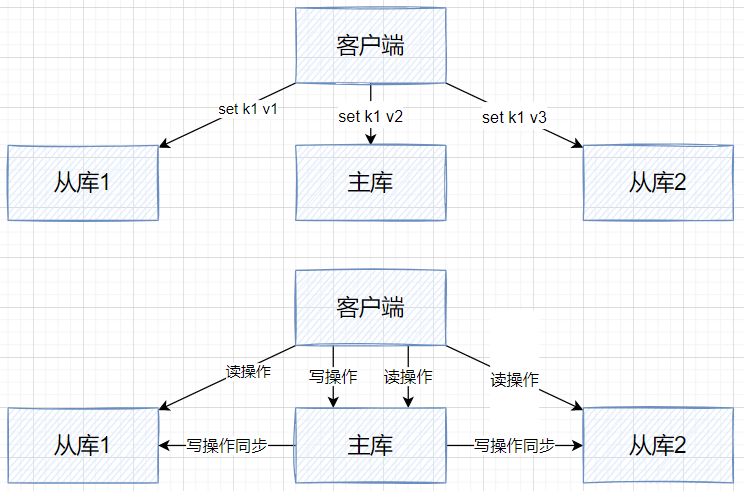 客户端
set k1 v1
set k1 v2
set k1 v3
从库1
主库
从库2
客户端
读操作
写操作
读操作
读操作
从库1
写操作同步
主库
写操作同步
从库2